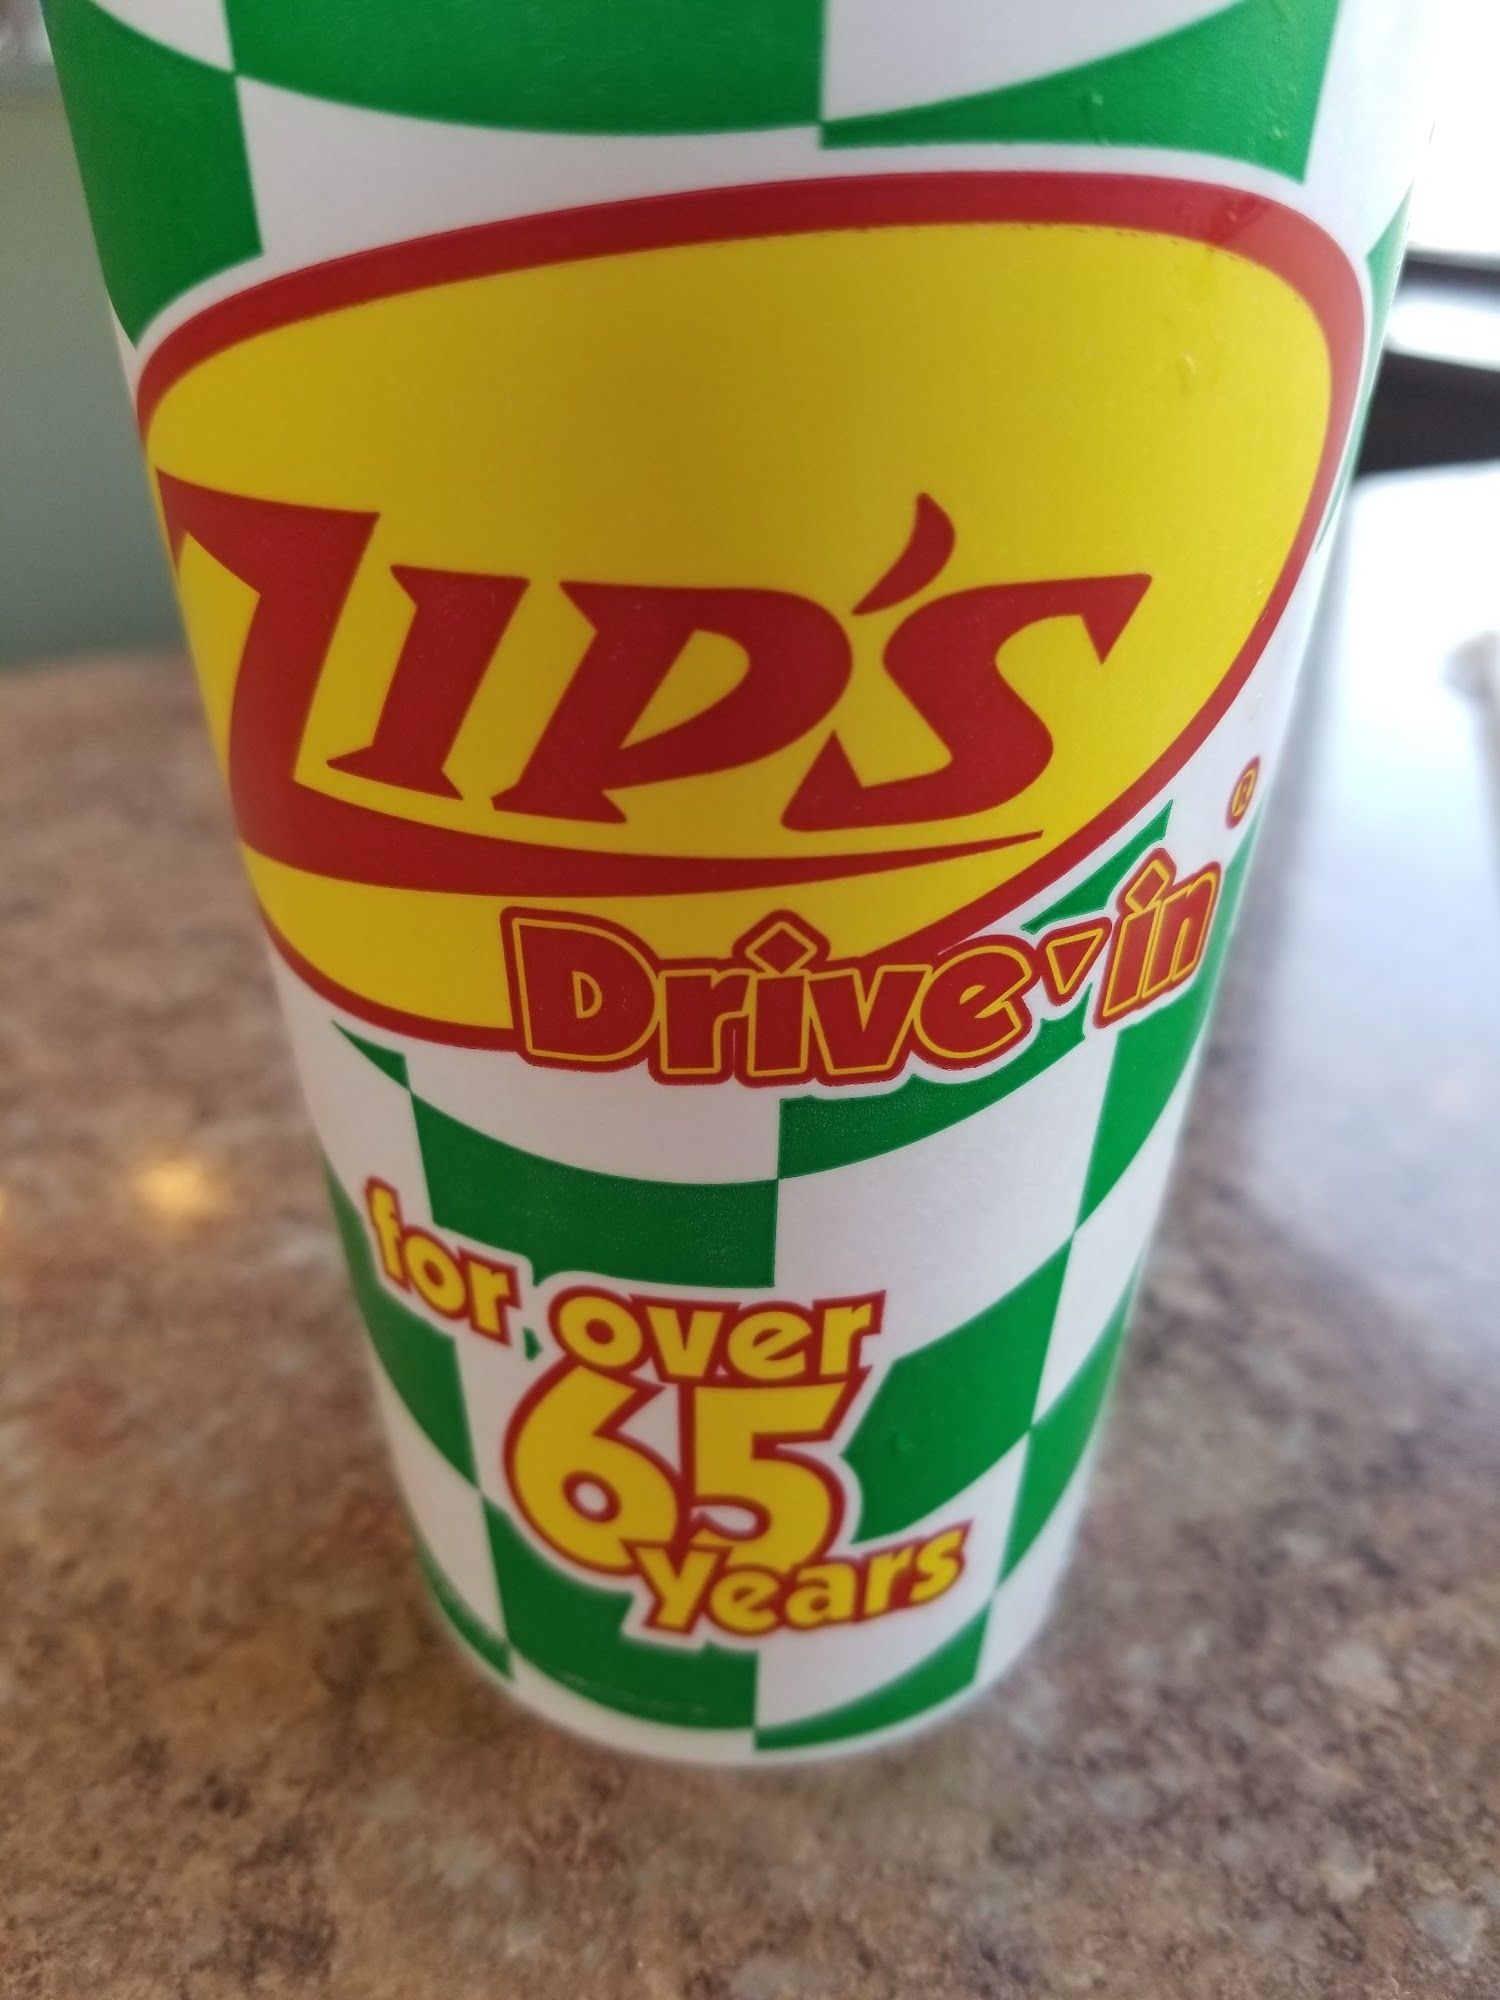 ZIP'S
®
Drive-in
for over
65
years